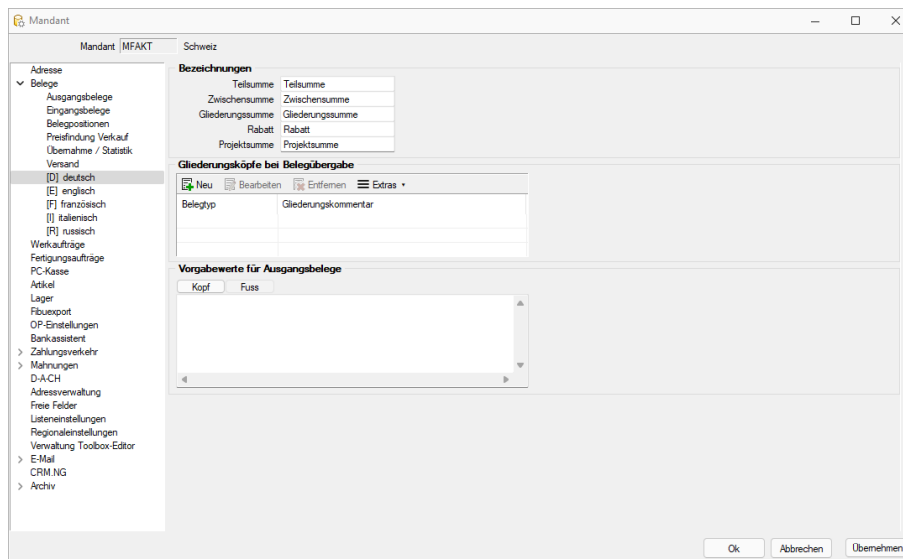 Mandant
Mandant MFAKT Schweiz
Adresse
Belege
Ausgangsbelege
Eingangsbelege
Belegpositionen
Preisfindung Verkauf
Übernahme / Statistik
Versand
[D] deutsch
[E] englisch
[F] französisch
[I] italienisch
[R] russisch
Werkaufträge
Fertigungsaufträge
PC-Kasse
Artikel
Lager
Fibuexport
OP-Einstellungen
Bankassistent
Zahlungsverkehr
Mahnungen
D-A-CH
Adressverwaltung
Freie Felder
Listeneinstellungen
Regionaleinstellungen
Verwaltung Toolbox-Editor
E-Mail
CRM.NG
Archiv
Bezeichnungen
Teilsumme Teilsumme
Zwischensumme Zwischensumme
Gliederungssumme Gliederungssumme
Rabatt Rabatt
Projektsumme Projektsumme
Gliederungsköpfe bei Belegübergabe
Neu Bearbeiten Entfernen Extras
Belegtyp Gliederungskommentar
Vorgabewerte für Ausgangsbelege
Kopf Fuss
Ok Abbrechen Übernehmen